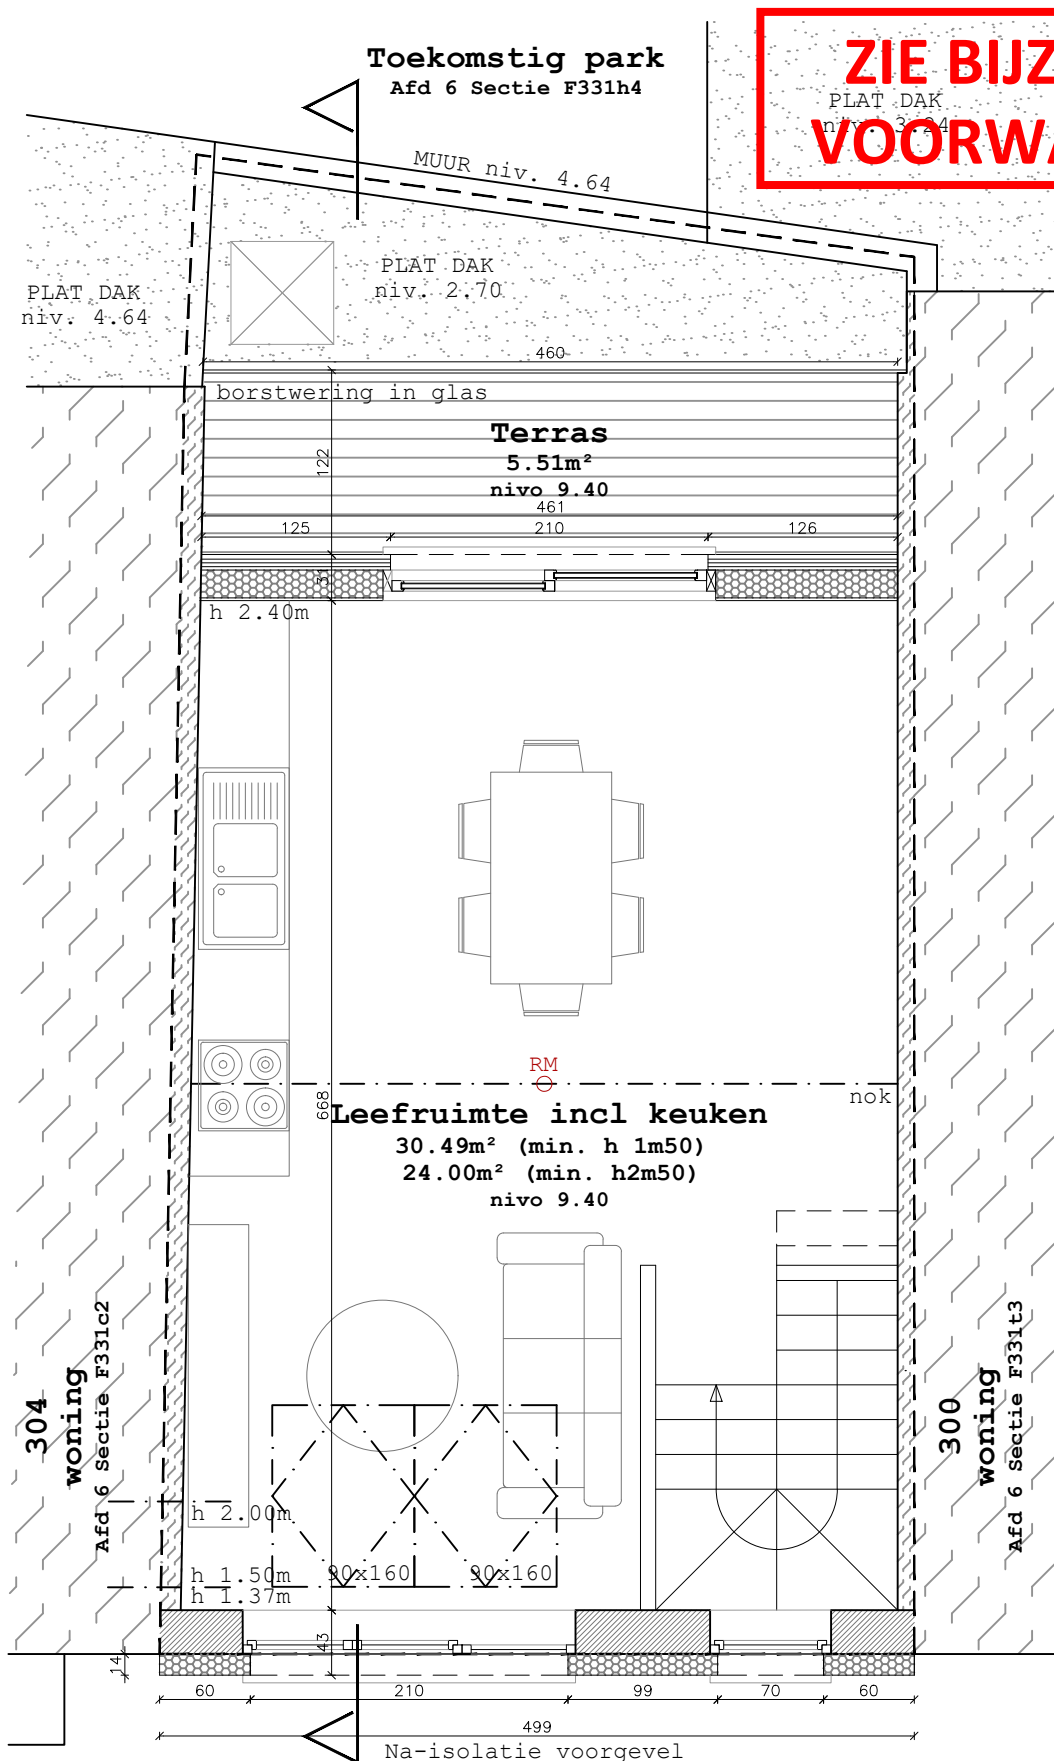 Toekomstig park
Afd 6 Sectie F331h4
ZIE BIJZ
VOORWA
PLAT DAK
niv. 3.24
MUUR niv. 4.64
PLAT DAK
niv. 2.70
PLAT DAK
niv. 4.64
460
borstwering in glas
Terras
5.51m²
nivo 9.40
122
461
125
210
126
31
h 2.40m
RM
nok
668
Leefruimte incl keuken
30.49m² (min. h 1m50)
24.00m² (min. h2m50)
nivo 9.40
304
woning
Afd 6 Sectie F331c2
300
woning
Afd 6 Sectie F331t3
h 2.00m
h 1.50m
h 1.37m
90x160
90x160
43
14
60
210
99
70
60
499
Na-isolatie voorgevel